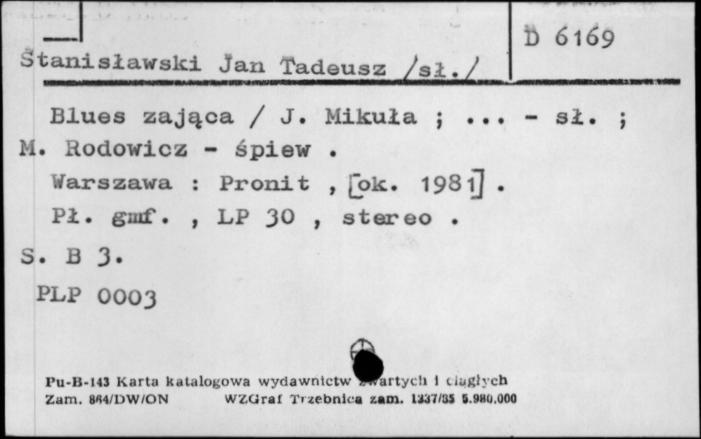 D 6169
Stanisławski Jan Tadeusz /sł./
Blues zająca / J. Mikuła ; ... - sł. ;
M. Rodowicz - śpiew .
Warszawa : Pronit , [ok. 1981] .
Pł. gmf. , LP 30 , stereo .
S. B 3.
PLP 0003
Pu-B-143 Karta katalogowa wydawnictw zwartych i ciągłych
Zam. 864/DW/ON WZGraf Trzebnica zam. 1337/85 5.980.000